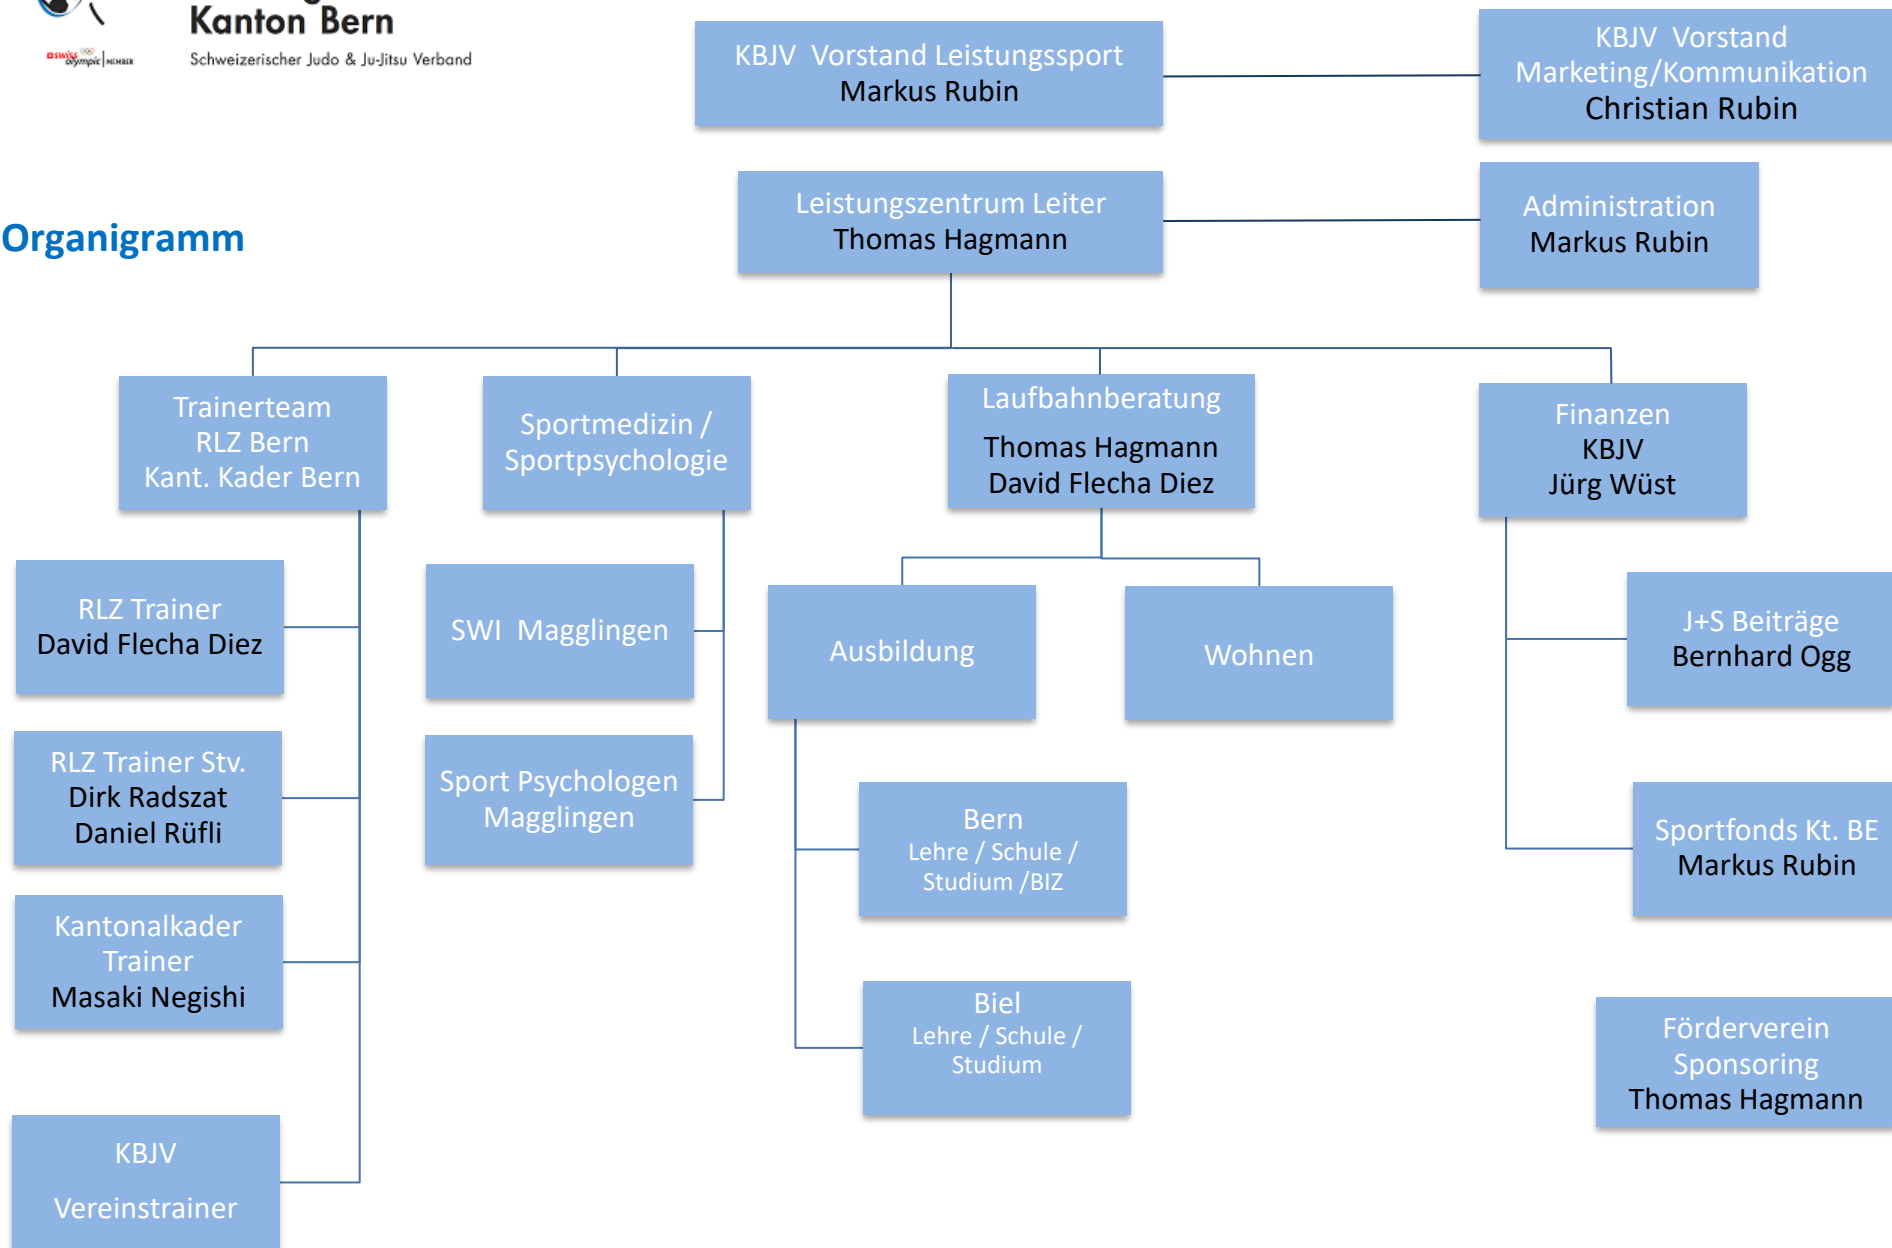 Kanton Bern
Schweizerischer Judo & Ju-Jitsu Verband
swiss olympic | MEMBER
KBJV  Vorstand Leistungssport
Markus Rubin
KBJV  Vorstand
Marketing/Kommunikation
Christian Rubin
Organigramm
Leistungszentrum Leiter
Thomas Hagmann
Administration
Markus Rubin
Trainerteam
RLZ Bern
Kant. Kader Bern
Sportmedizin /
Sportpsychologie
Laufbahnberatung
Thomas Hagmann
David Flecha Diez
Finanzen
KBJV
Jürg Wüst
RLZ Trainer
David Flecha Diez
SWI  Magglingen
Ausbildung
Wohnen
J+S Beiträge
Bernhard Ogg
RLZ Trainer Stv.
Dirk Radszat
Daniel Rüfli
Sport Psychologen
Magglingen
Bern
Lehre / Schule /
Studium /BIZ
Sportfonds Kt. BE
Markus Rubin
Kantonalkader
Trainer
Masaki Negishi
Biel
Lehre / Schule /
Studium
Förderverein
Sponsoring
Thomas Hagmann
KBJV
Vereinstrainer